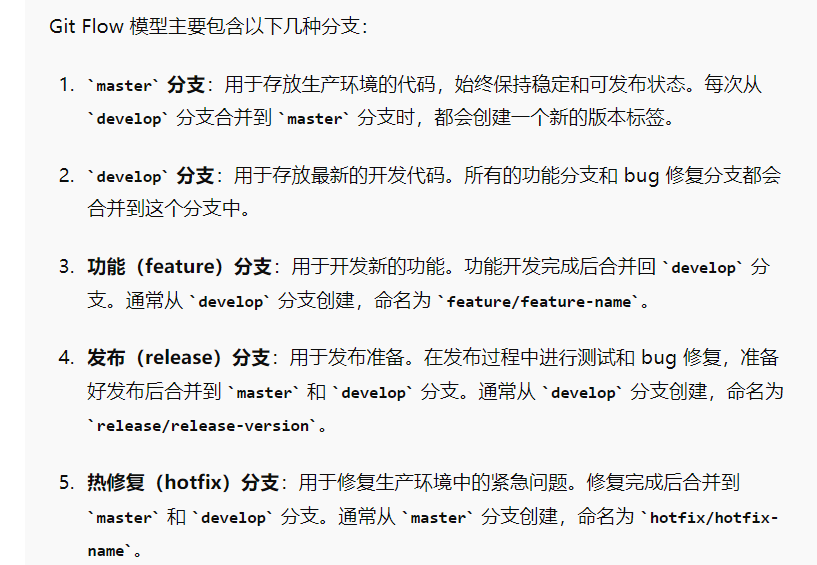 Git Flow 模型主要包含以下几种分支：
1. `master` 分支：用于存放生产环境的代码，始终保持稳定和可发布状态。每次从
`develop` 分支合并到 `master` 分支时，都会创建一个新的版本标签。
2. `develop` 分支：用于存放最新的开发代码。所有的功能分支和 bug 修复分支都会
合并到这个分支中。
3. 功能（feature）分支：用于开发新的功能。功能开发完成后合并回 `develop` 分
支。通常从 `develop` 分支创建，命名为 `feature/feature-name`。
4. 发布（release）分支：用于发布准备。在发布过程中进行测试和 bug 修复，准备
好发布后合并到 `master` 和 `develop` 分支。通常从 `develop` 分支创建，命名为
`release/release-version`。
5. 热修复（hotfix）分支：用于修复生产环境中的紧急问题。修复完成后合并到
`master` 和 `develop` 分支。通常从 `master` 分支创建，命名为 `hotfix/hotfix-
name`。